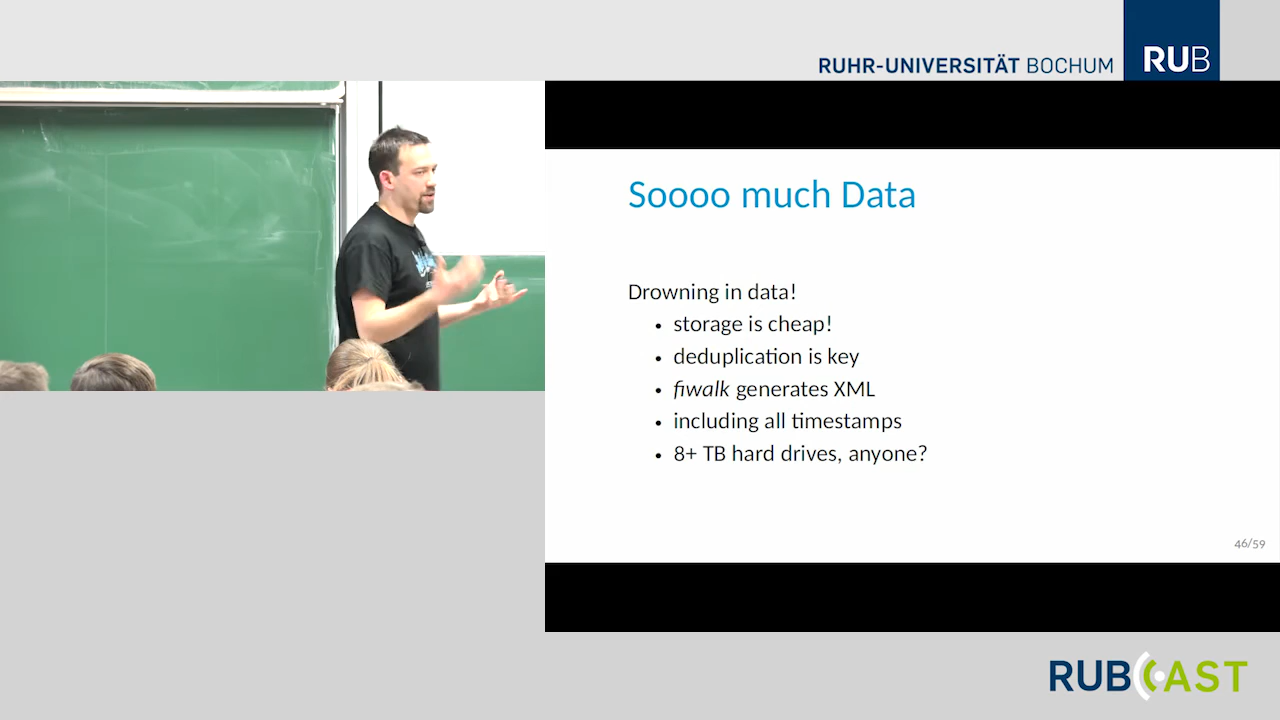 RUHR-UNIVERSITÄT BOCHUM
RUB
Soooo much Data
Drowning in data!
• storage is cheap!
• deduplication is key
• fiwalk generates XML
• including all timestamps
• 8+ TB hard drives, anyone?
46/59
RUBCAST